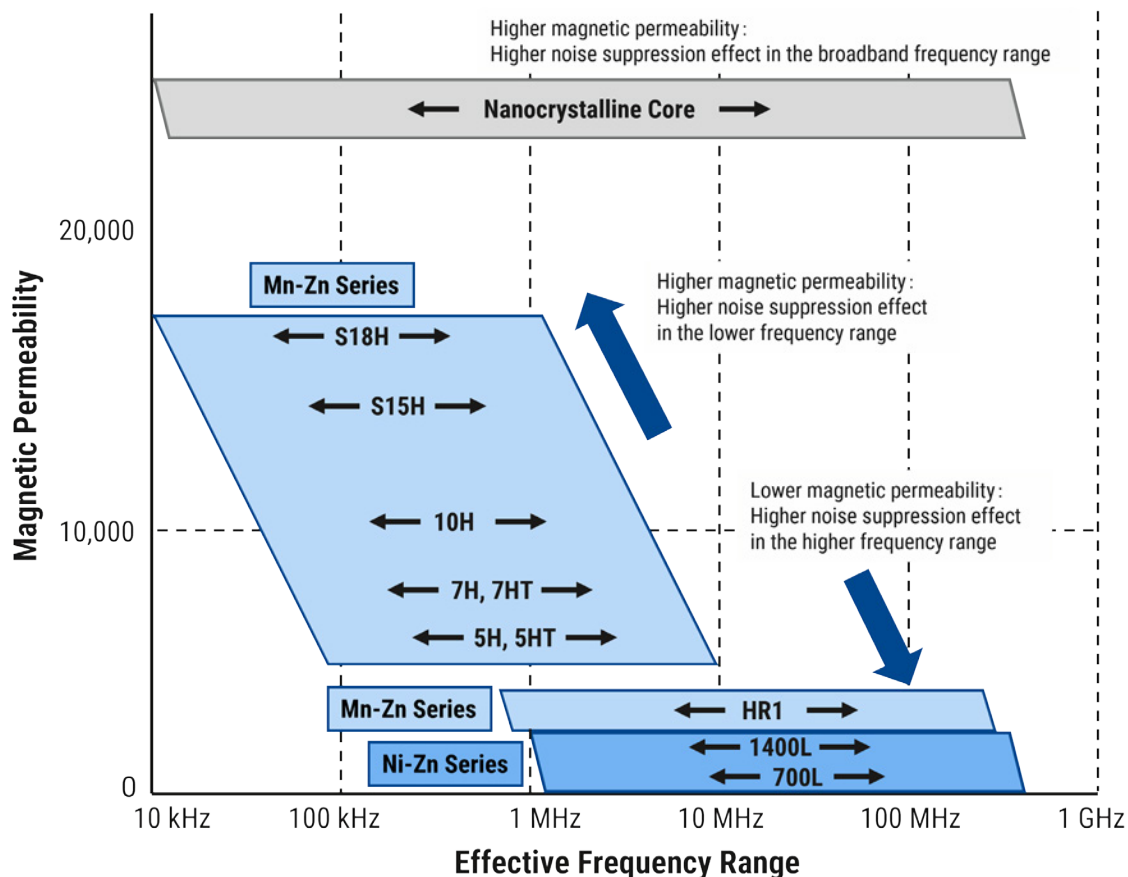 Higher magnetic permeability:
Higher noise suppression effect in the broadband frequency range
Nanocrystalline Core
20,000
Mn-Zn Series
Higher magnetic permeability:
Higher noise suppression effect
in the lower frequency range
S18H
S15H
Magnetic Permeability
Lower magnetic permeability:
Higher noise suppression effect
in the higher frequency range
10,000
10H
7H, 7HT
5H, 5HT
Mn-Zn Series
HR1
Ni-Zn Series
1400L
700L
0
10 kHz
100 kHz
1 MHz
10 MHz
100 MHz
1 GHz
Effective Frequency Range